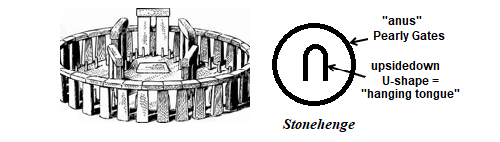 "anus"
Pearly Gates
upsidedown
U-shape =
"hanging tongue"
Stonehenge